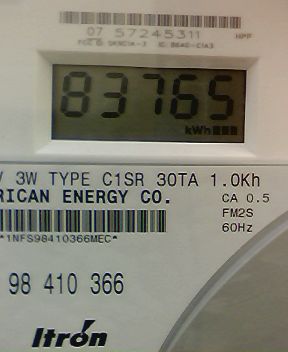 07 57245311
83765
kWh
V 3W TYPE C1SR 30TA 1.0Kh
RICAN ENERGY CO.
CA 0.5
FM2S
60Hz
*1NFS98410366MEC*
98 410 366
Itrón